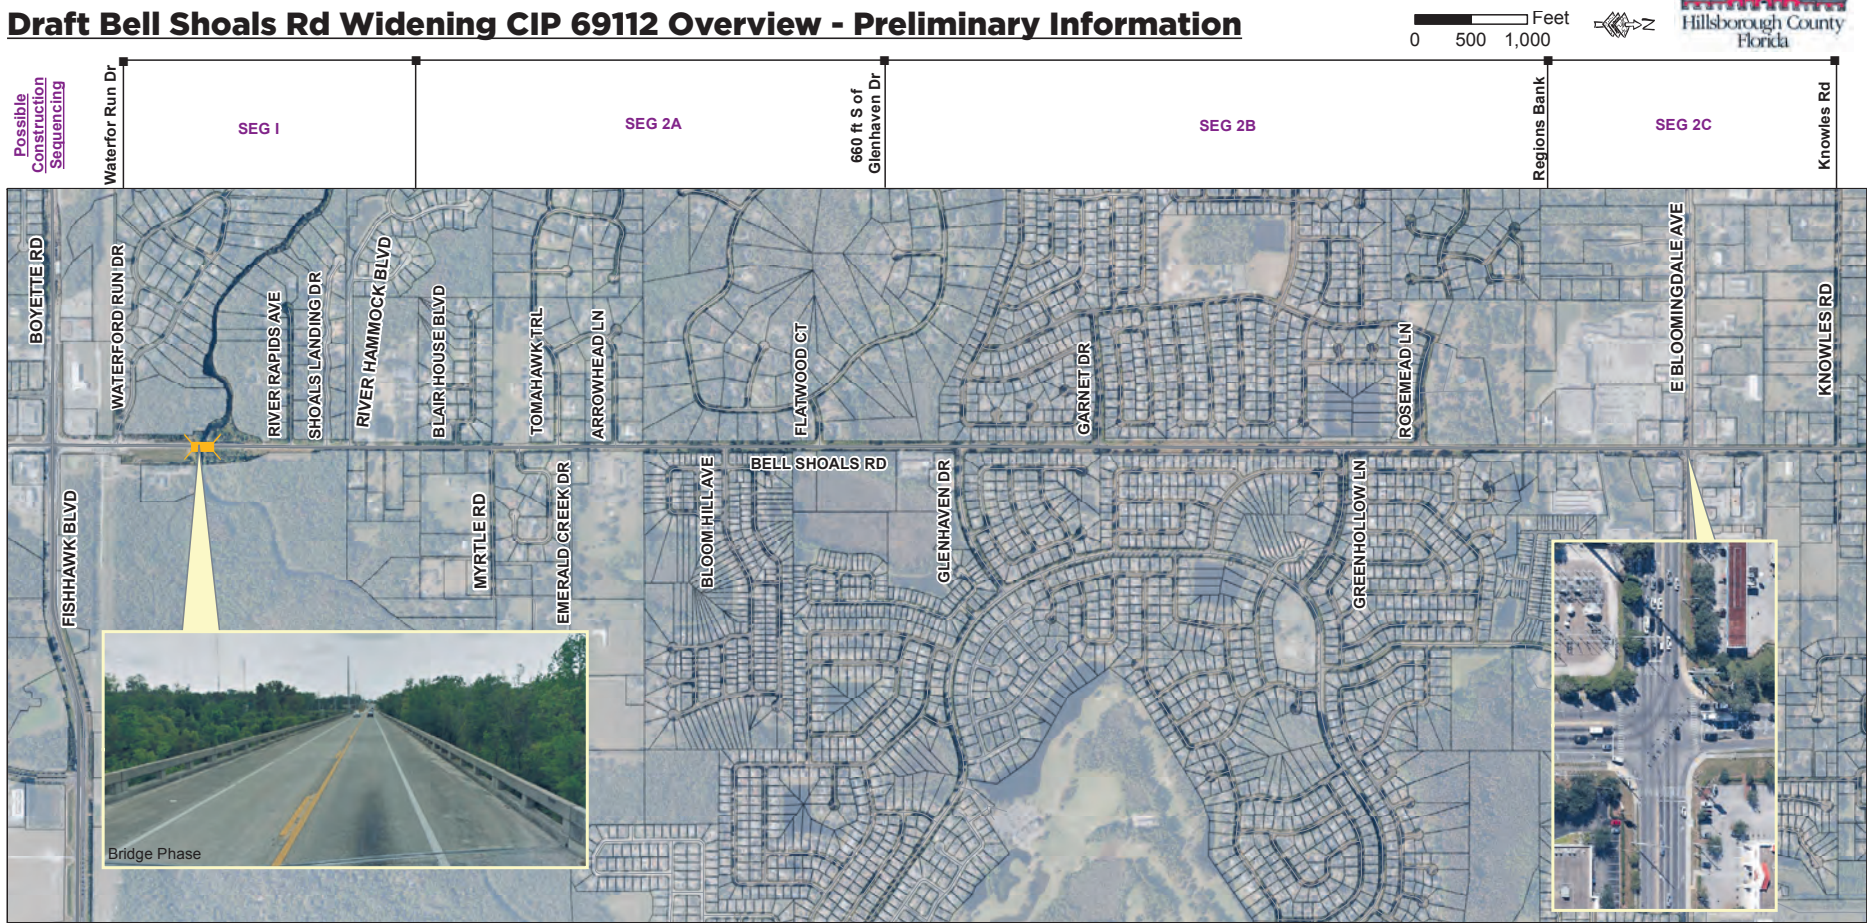 Draft Bell Shoals Rd Widening CIP 69112 Overview - Preliminary Information
Feet
0 500 1,000
N
Hillsborough County
Florida
Possible
Construction
Sequencing
Waterfor Run Dr
SEG I
SEG 2A
660 ft S of
Glenhaven Dr
SEG 2B
Regions Bank
SEG 2C
Knowles Rd
BOYETTE RD
WATERFORD RUN DR
RIVER RAPIDS AVE
SHOALS LANDING DR
RIVER HAMMOCK BLVD
BLAIR HOUSE BLVD
TOMAHAWK TRL
ARROWHEAD LN
FLATWOOD CT
GARNET DR
ROSEMEAD LN
E BLOOMINGDALE AVE
KNOWLES RD
BELL SHOALS RD
FISHHAWK BLVD
MYRTLE RD
EMERALD CREEK DR
BLOOM HILL AVE
GLENHAVEN DR
GREENHOLLOW LN
Bridge Phase